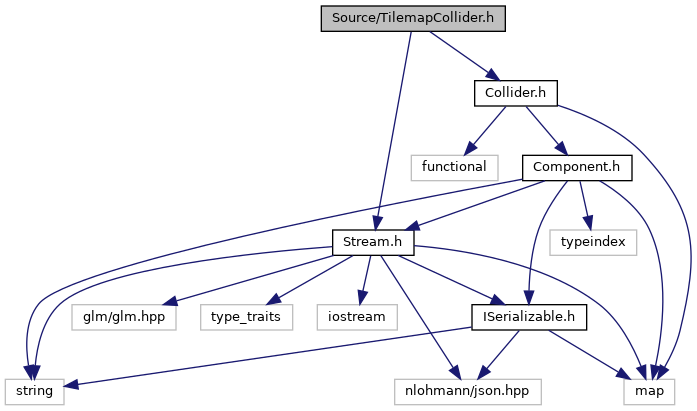 Source/TilemapCollider.h
Collider.h
functional
Component.h
Stream.h
typeindex
glm/glm.hpp
type_traits
iostream
ISerializable.h
string
nlohmann/json.hpp
map